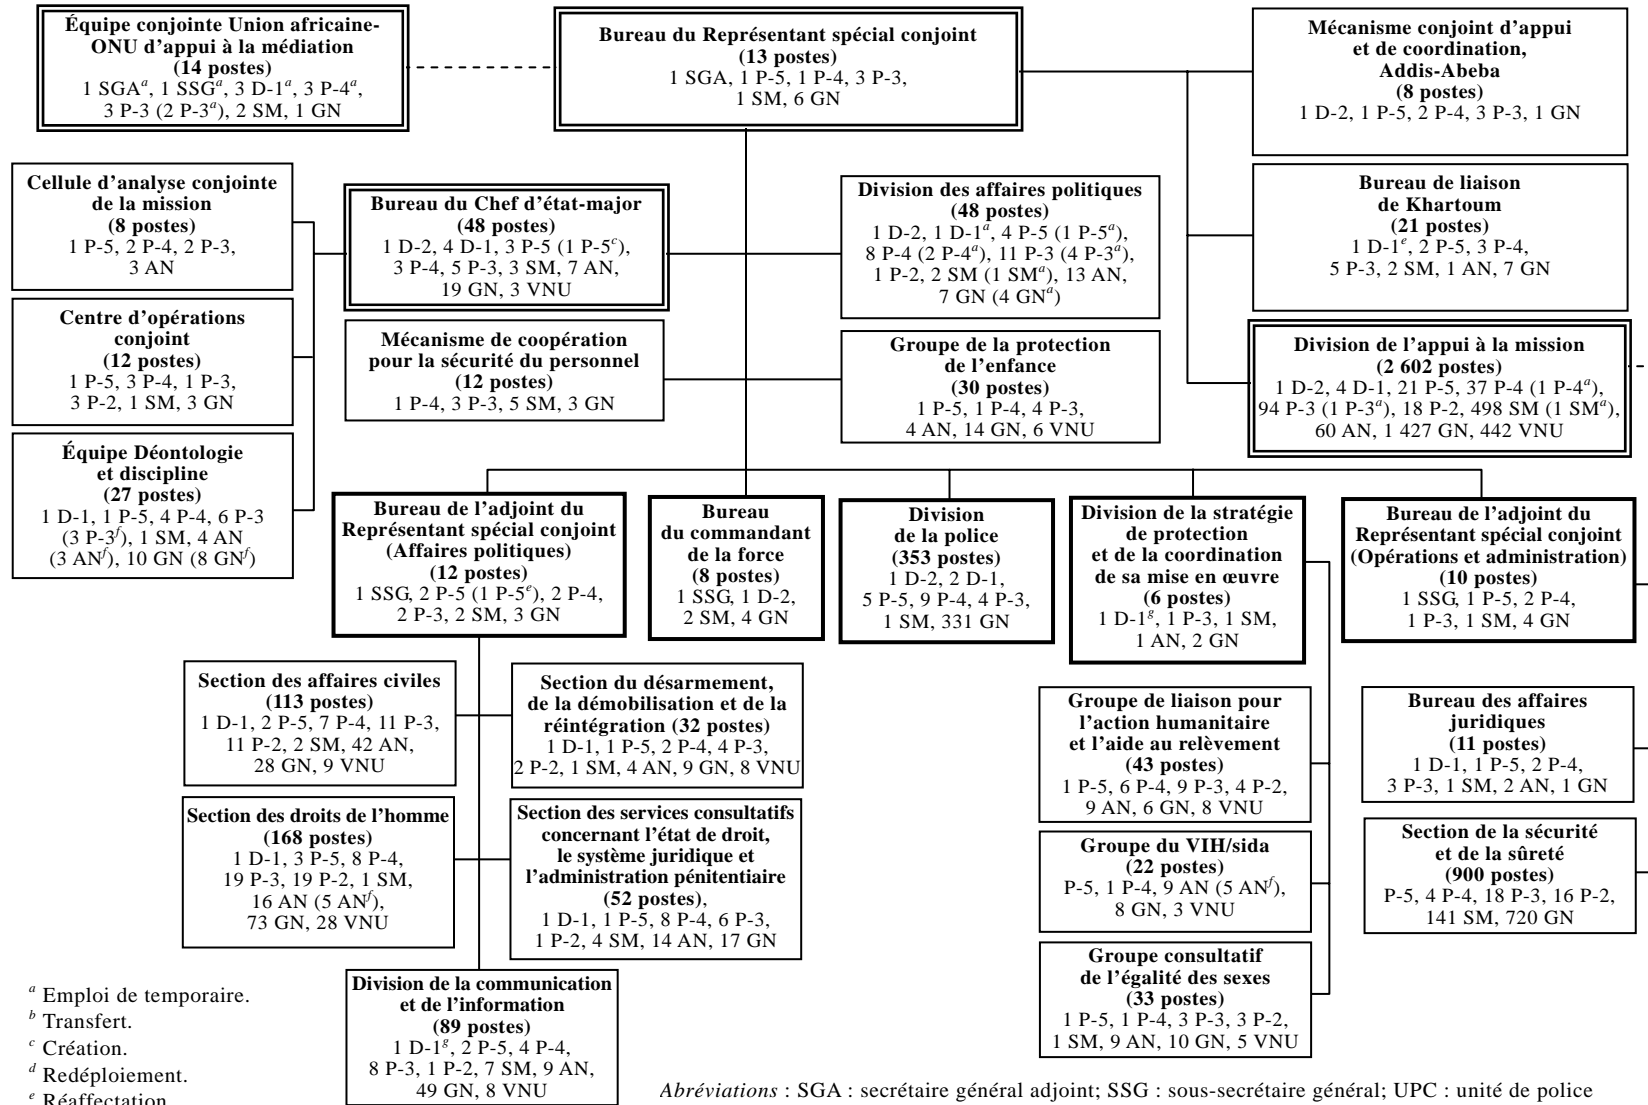 Équipe conjointe Union africaine-
ONU d'appui à la médiation
(14 postes)
1 SGAª, 1 SSGª, 3 D-1ª, 3 P-4ª,
3 P-3 (2 P-3ª), 2 SM, 1 GN
Bureau du Représentant spécial conjoint
(13 postes)
1 SGA, 1 P-5, 1 P-4, 3 P-3,
1 SM, 6 GN
Mécanisme conjoint d'appui
et de coordination,
Addis-Abeba
(8 postes)
1 D-2, 1 P-5, 2 P-4, 3 P-3, 1 GN
Cellule d'analyse conjointe
de la mission
(8 postes)
1 P-5, 2 P-4, 2 P-3,
3 AN
Bureau du Chef d'état-major
(48 postes)
1 D-2, 4 D-1, 3 P-5 (1 P-5ᶜ),
3 P-4, 5 P-3, 3 SM, 7 AN,
19 GN, 3 VNU
Division des affaires politiques
(48 postes)
1 D-2, 1 D-1ª, 4 P-5 (1 P-5ª),
8 P-4 (2 P-4ª), 11 P-3 (4 P-3ª),
1 P-2, 2 SM (1 SMª), 13 AN,
7 GN (4 GNª)
Bureau de liaison
de Khartoum
(21 postes)
1 D-1ᵉ, 2 P-5, 3 P-4,
5 P-3, 2 SM, 1 AN, 7 GN
Centre d'opérations
conjoint
(12 postes)
1 P-5, 3 P-4, 1 P-3,
3 P-2, 1 SM, 3 GN
Mécanisme de coopération
pour la sécurité du personnel
(12 postes)
1 P-4, 3 P-3, 5 SM, 3 GN
Groupe de la protection
de l'enfance
(30 postes)
1 P-5, 1 P-4, 4 P-3,
4 AN, 14 GN, 6 VNU
Division de l'appui à la mission
(2 602 postes)
1 D-2, 4 D-1, 21 P-5, 37 P-4 (1 P-4ª),
94 P-3 (1 P-3ª), 18 P-2, 498 SM (1 SMª),
60 AN, 1 427 GN, 442 VNU
Équipe Déontologie
et discipline
(27 postes)
1 D-1, 1 P-5, 4 P-4, 6 P-3
(3 P-3ᶠ), 1 SM, 4 AN
(3 ANᶠ), 10 GN (8 GNᶠ)
Bureau de l'adjoint du
Représentant spécial conjoint
(Affaires politiques)
(12 postes)
1 SSG, 2 P-5 (1 P-5ᵉ), 2 P-4,
2 P-3, 2 SM, 3 GN
Bureau
du commandant
de la force
(8 postes)
1 SSG, 1 D-2,
2 SM, 4 GN
Division
de la police
(353 postes)
1 D-2, 2 D-1,
5 P-5, 9 P-4, 4 P-3,
1 SM, 331 GN
Division de la stratégie
de protection
et de la coordination
de sa mise en œuvre
(6 postes)
1 D-1ᵍ, 1 P-3, 1 SM,
1 AN, 2 GN
Bureau de l'adjoint du
Représentant spécial conjoint
(Opérations et administration)
(10 postes)
1 SSG, 1 P-5, 2 P-4,
1 P-3, 1 SM, 4 GN
Section des affaires civiles
(113 postes)
1 D-1, 2 P-5, 7 P-4, 11 P-3,
11 P-2, 2 SM, 42 AN,
28 GN, 9 VNU
Section du désarmement,
de la démobilisation et de la
réintégration (32 postes)
1 D-1, 1 P-5, 2 P-4, 4 P-3,
2 P-2, 1 SM, 4 AN, 9 GN, 8 VNU
Groupe de liaison pour
l'action humanitaire
et l'aide au relèvement
(43 postes)
1 P-5, 6 P-4, 9 P-3, 4 P-2,
9 AN, 6 GN, 8 VNU
Bureau des affaires
juridiques
(11 postes)
1 D-1, 1 P-5, 2 P-4,
3 P-3, 1 SM, 2 AN, 1 GN
Section des droits de l'homme
(168 postes)
1 D-1, 3 P-5, 8 P-4,
19 P-3, 19 P-2, 1 SM,
16 AN (5 ANᶠ),
73 GN, 28 VNU
Section des services consultatifs
concernant l'état de droit,
le système juridique et
l'administration pénitentiaire
(52 postes),
1 D-1, 1 P-5, 8 P-4, 6 P-3,
1 P-2, 4 SM, 14 AN, 17 GN
Groupe du VIH/sida
(22 postes)
P-5, 1 P-4, 9 AN (5 ANᶠ),
8 GN, 3 VNU
Section de la sécurité
et de la sûreté
(900 postes)
P-5, 4 P-4, 18 P-3, 16 P-2,
141 SM, 720 GN
Groupe consultatif
de l'égalité des sexes
(33 postes)
1 P-5, 1 P-4, 3 P-3, 3 P-2,
1 SM, 9 AN, 10 GN, 5 VNU
Division de la communication
et de l'information
(89 postes)
1 D-1ᵍ, 2 P-5, 4 P-4,
8 P-3, 1 P-2, 7 SM, 9 AN,
49 GN, 8 VNU
ª Emploi de temporaire.
ᵇ Transfert.
ᶜ Création.
ᵈ Redéploiement.
ᵉ Réaffectation
Abréviations : SGA : secrétaire général adjoint; SSG : sous-secrétaire général; UPC : unité de police